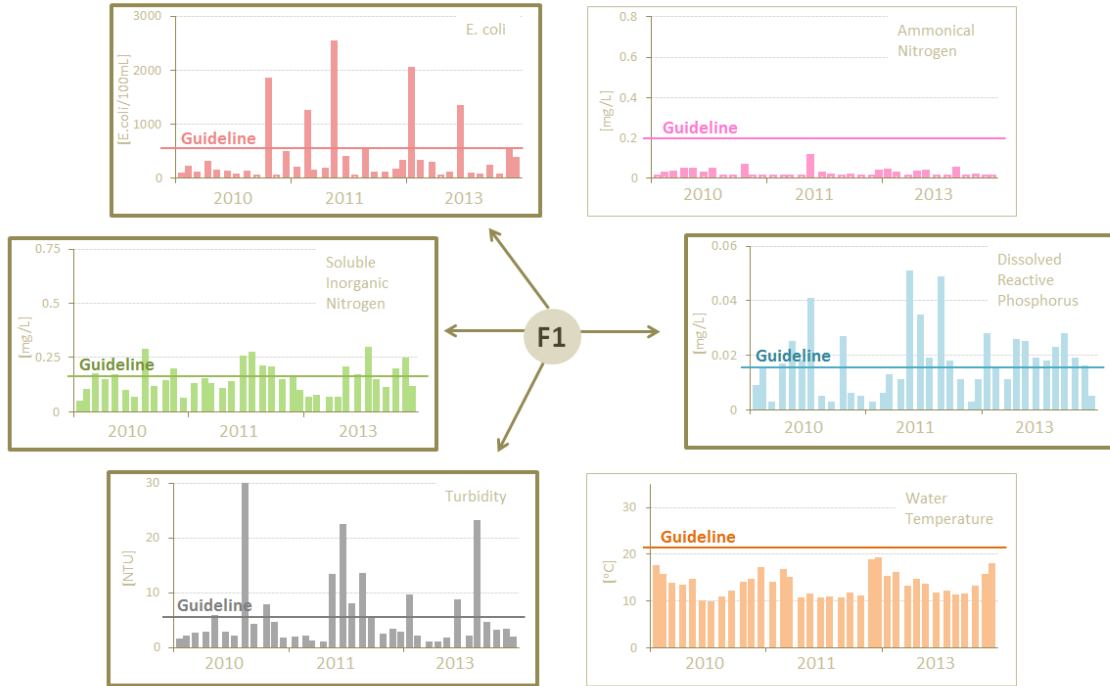 E. coli
[E.coli/100mL]
3000
2000
1000
0
Guideline
2010
2011
2013
Ammonical
Nitrogen
[mg/L]
0.8
0.6
0.4
0.2
0
Guideline
2010
2011
2013
Soluble
Inorganic
Nitrogen
[mg/L]
0.75
0.5
0.25
0
Guideline
2010
2011
2013
F1
Dissolved
Reactive
Phosphorus
[mg/L]
0.06
0.04
0.02
0
Guideline
2010
2011
2013
Turbidity
[NTU]
30
20
10
0
Guideline
2010
2011
2013
Water
Temperature
[°C]
30
20
10
0
Guideline
2010
2011
2013